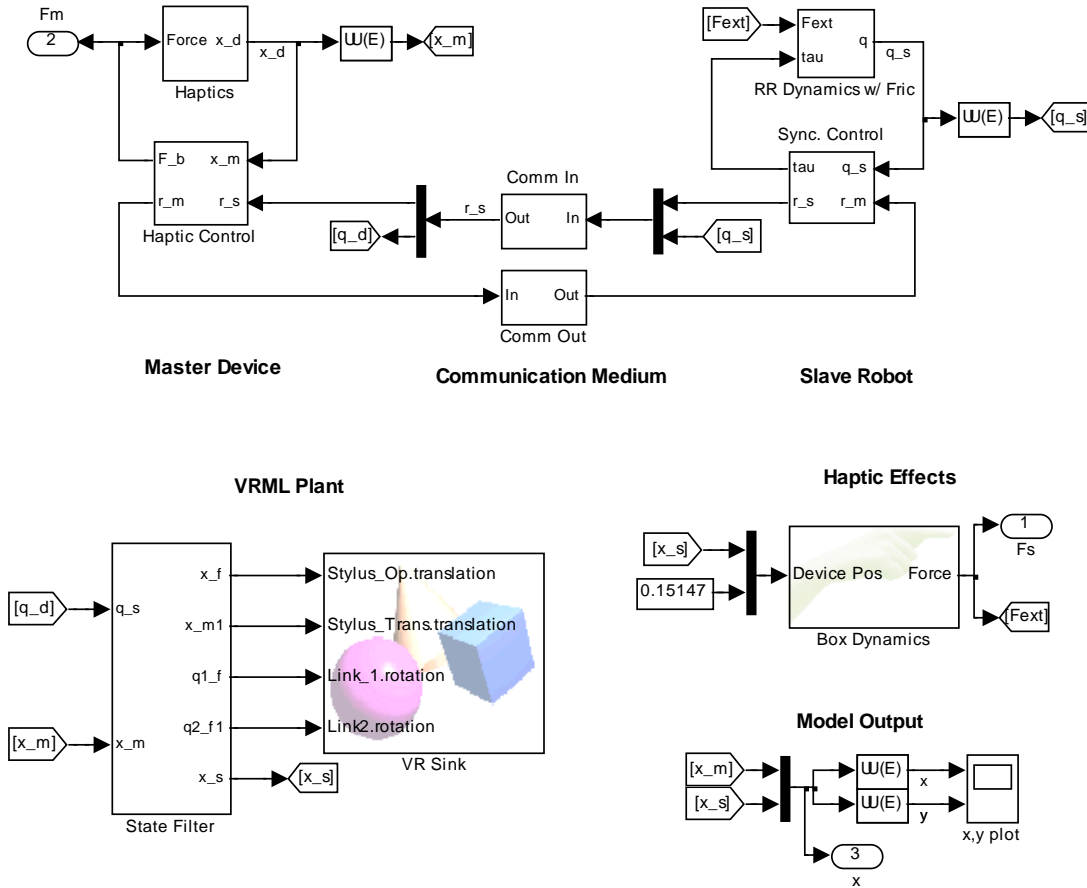 Fm
2
Force x_d
x_d
Haptics
UU(E)
[x_m]
F_b x_m
r_m r_s
Haptic Control
[q_d]
r_s
Comm In
Out In
[q_s]
In Out
Comm Out
[Fext]
Fext q
tau
q_s
RR Dynamics w/ Fric
UU(E)
[q_s]
Sync. Control
tau q_s
r_s r_m
Master Device
Communication Medium
Slave Robot
VRML Plant
[q_d]
[x_m]
q_s
x_m
x_f
x_m1
q1_f
q2_f1
x_s
State Filter
[x_s]
Stylus_Op.translation
Stylus_Trans.translation
Link_1.rotation
Link2.rotation
VR Sink
Haptic Effects
[x_s]
0.15147
Device Pos Force
Box Dynamics
1
Fs
[Fext]
Model Output
[x_m]
[x_s]
UU(E)
x
UU(E)
y
x,y plot
3
x